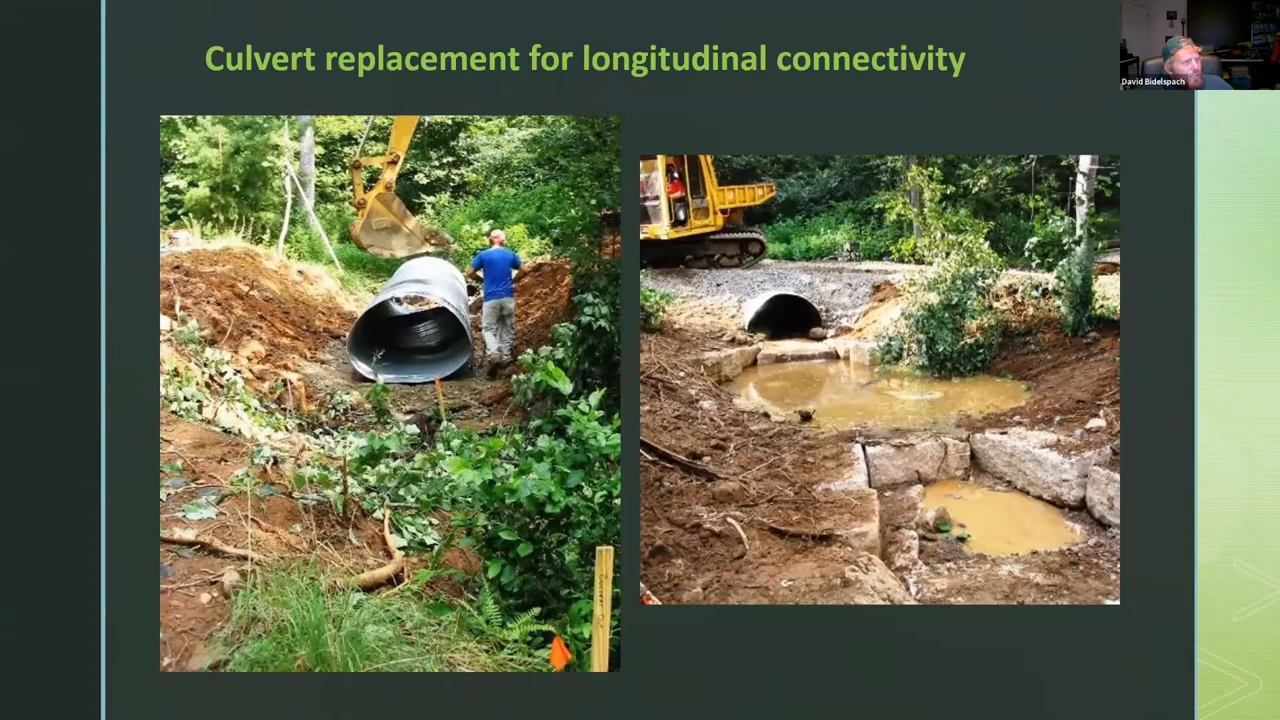 Culvert replacement for longitudinal connectivity
David Bidelspach